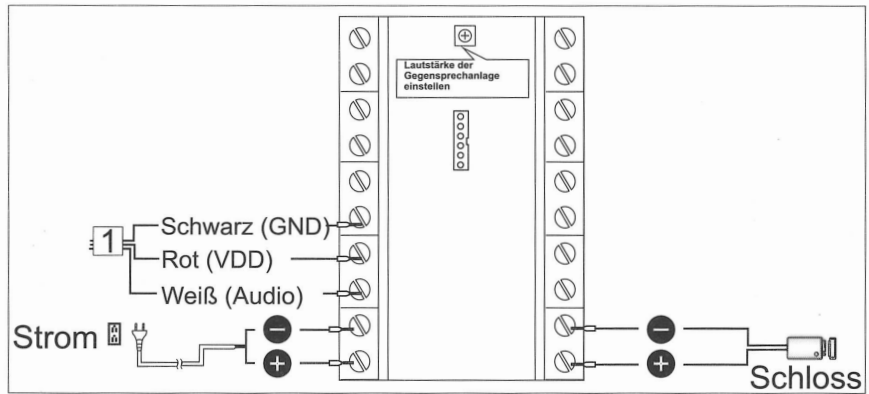 Lautstärke der
Gegensprechanlage
einstellen
Schwarz (GND)
1
Rot (VDD)
Weiß (Audio)
Strom
−
+
−
+
Schloss